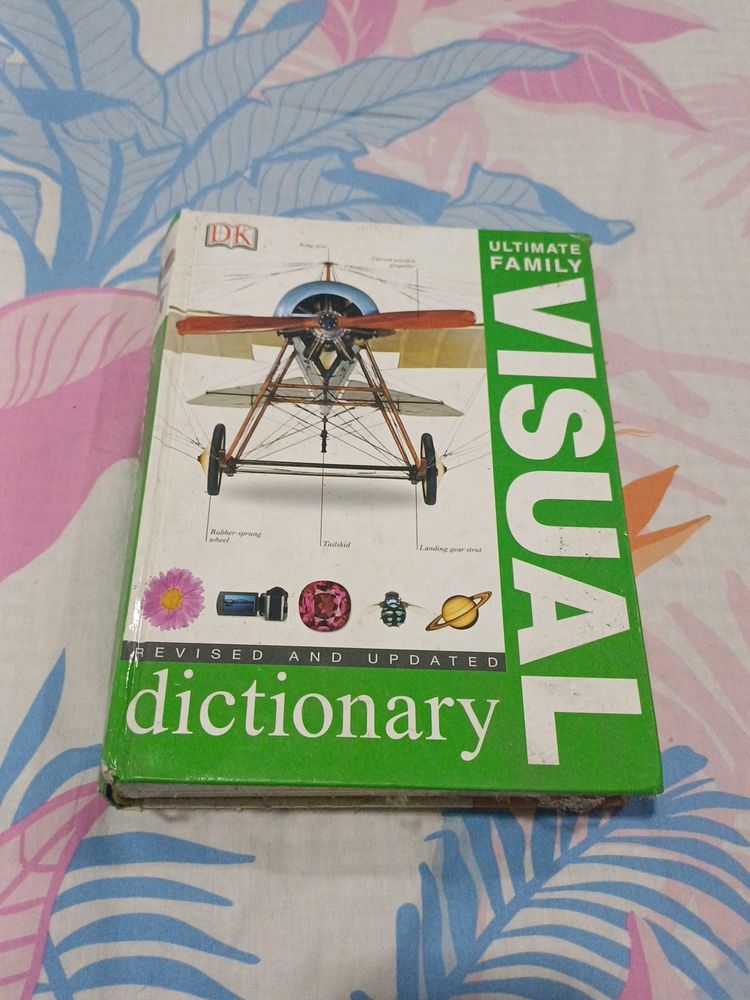 DK
ULTIMATE
FAMILY
VISUAL
Rubber-sprung
wheel
Tailskid
Landing gear strut
REVISED AND UPDATED
dictionary